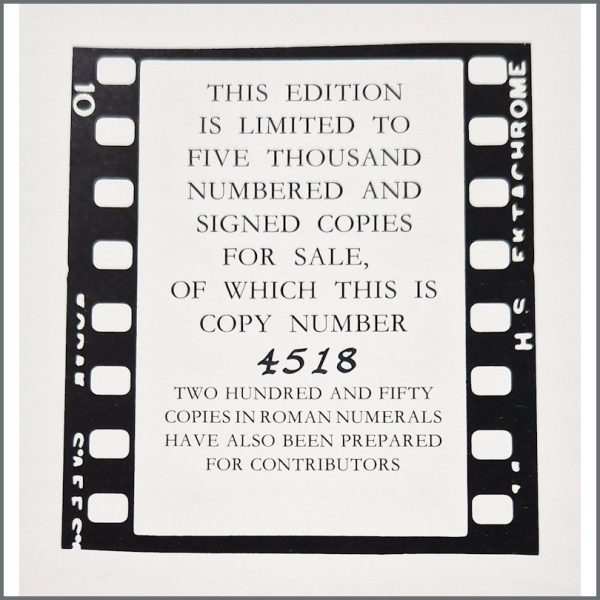 THIS EDITION
IS LIMITED TO
FIVE THOUSAND
NUMBERED AND
SIGNED COPIES
FOR SALE,
OF WHICH THIS IS
COPY NUMBER
4518
TWO HUNDRED AND FIFTY
COPIES IN ROMAN NUMERALS
HAVE ALSO BEEN PREPARED
FOR CONTRIBUTORS
10
EKTACHROME